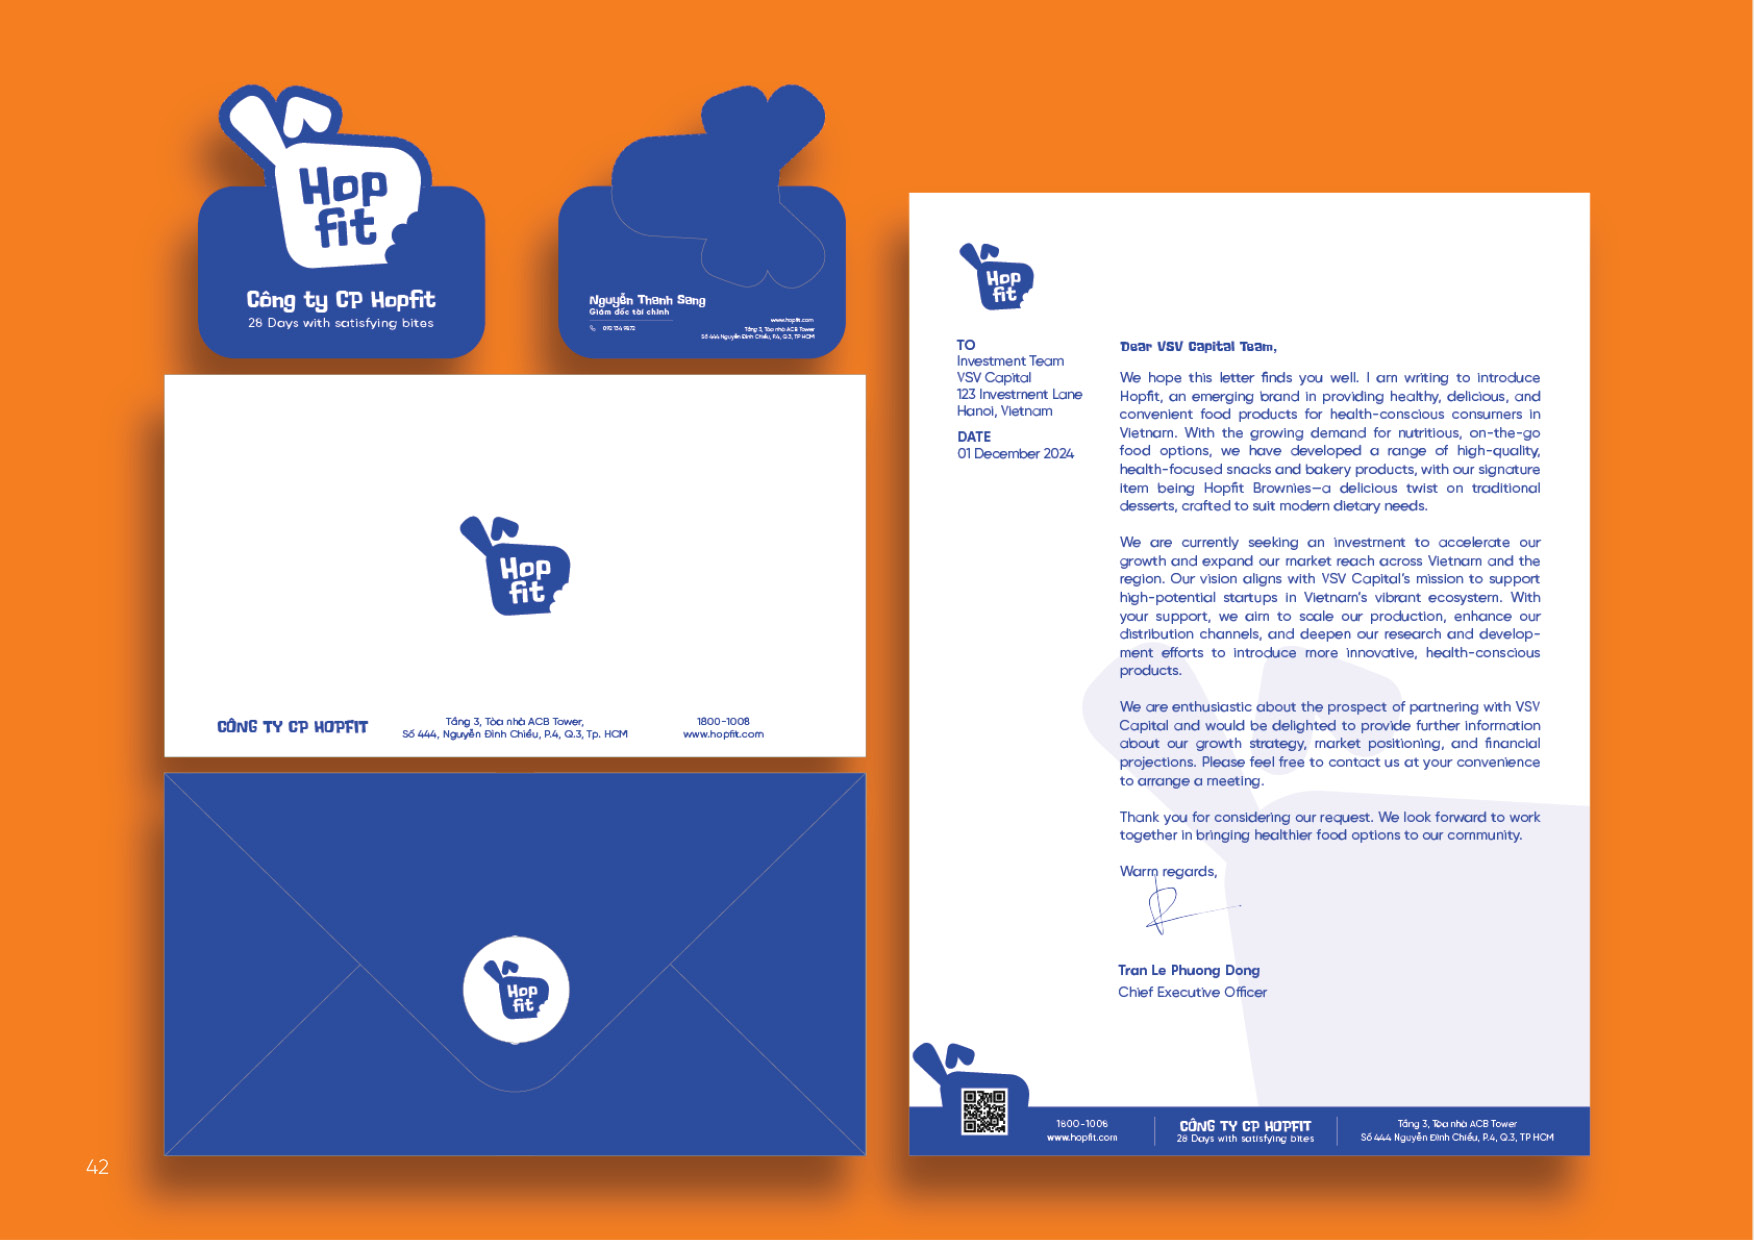 Hop
fit
Công ty CP Hopfit
28 Days with satisfying bites
Nguyễn Thanh Sang
Giám đốc tài chính
www.hopfit.com
Tầng 3, Tòa nhà ACB Tower
Số 444 Nguyễn Đình Chiểu, P.4, Q.3, TP HCM
Hop
fit
CÔNG TY CP HOPFIT
Tầng 3, Tòa nhà ACB Tower,
Số 444, Nguyễn Đình Chiểu, P.4, Q.3, Tp. HCM
1800-1008
www.hopfit.com
Hop
fit
Hop
fit
TO
Investment Team
VSV Capital
123 Investment Lane
Hanoi, Vietnam
DATE
01 December 2024
Dear VSV Capital Team,
We hope this letter finds you well. I am writing to introduce
Hopfit, an emerging brand in providing healthy, delicious, and
convenient food products for health-conscious consumers in
Vietnam. With the growing demand for nutritious, on-the-go
food options, we have developed a range of high-quality,
health-focused snacks and bakery products, with our signature
item being Hopfit Brownies—a delicious twist on traditional
desserts, crafted to suit modern dietary needs.
We are currently seeking an investment to accelerate our
growth and expand our market reach across Vietnam and the
region. Our vision aligns with VSV Capital's mission to support
high-potential startups in Vietnam's vibrant ecosystem. With
your support, we aim to scale our production, enhance our
distribution channels, and deepen our research and develop-
ment efforts to introduce more innovative, health-conscious
products.
We are enthusiastic about the prospect of partnering with VSV
Capital and would be delighted to provide further information
about our growth strategy, market positioning, and financial
projections. Please feel free to contact us at your convenience
to arrange a meeting.
Thank you for considering our request. We look forward to work
together in bringing healthier food options to our community.
Warm regards,
Tran Le Phuong Dong
Chief Executive Officer
1800-1008
www.hopfit.com
CÔNG TY CP HOPFIT
28 Days with satisfying bites
Tầng 3, Tòa nhà ACB Tower
Số 444 Nguyễn Đình Chiểu, P.4, Q.3, TP HCM
42